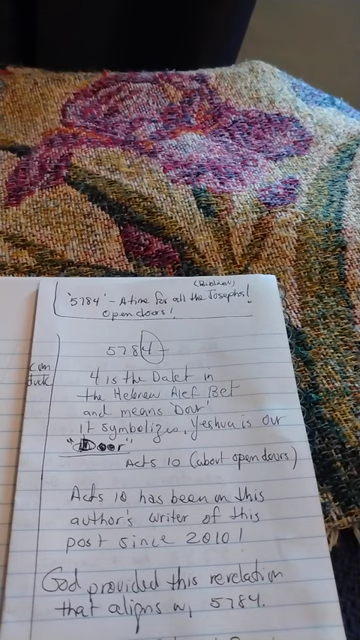 (Biblical)
"5784" - A time for all the Josephs!
Open doors!
5784
4 is the Dalet in
the Hebrew Alef Bet
and means 'Door'
it symbolizes, Yeshua is our
"Door"
Acts 10 (about open doors)
Acts 10 has been on this
author's writer of this
post since 2010!
God provided this revelation
that aligns w, 5784.